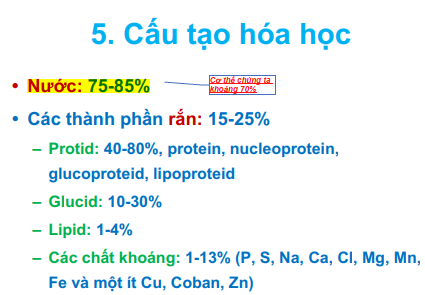 5. Cấu tạo hóa học
• Nước: 75-85%
Cơ thể chúng ta
khoảng 70%
• Các thành phần rắn: 15-25%
– Protid: 40-80%, protein, nucleoprotein,
glucoproteid, lipoproteid
– Glucid: 10-30%
– Lipid: 1-4%
– Các chất khoáng: 1-13% (P, S, Na, Ca, Cl, Mg, Mn,
Fe và một ít Cu, Coban, Zn)